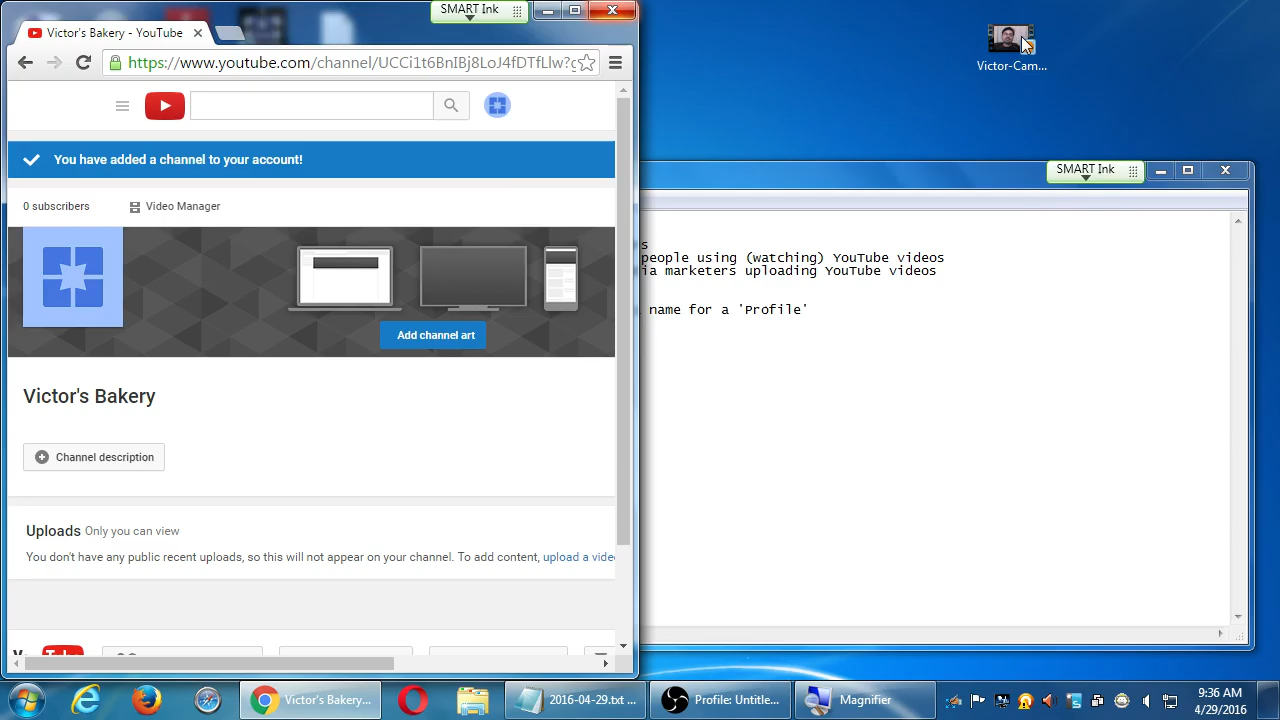 SMART Ink
Victor's Bakery - YouTube
https://www.youtube.com/channel/UCCi1t6BnIBj8LoJ4fDTfLlw?g
You have added a channel to your account!
0 subscribers
Video Manager
Add channel art
Victor's Bakery
Channel description
Uploads Only you can view
You don't have any public recent uploads, so this will not appear on your channel. To add content, upload a vide
Victor-Cam...
SMART Ink
people using (watching) YouTube videos
ia marketers uploading YouTube videos
name for a 'Profile'
Victor's Bakery...
2016-04-29.txt ...
Profile: Untitle...
Magnifier
9:36 AM
4/29/2016